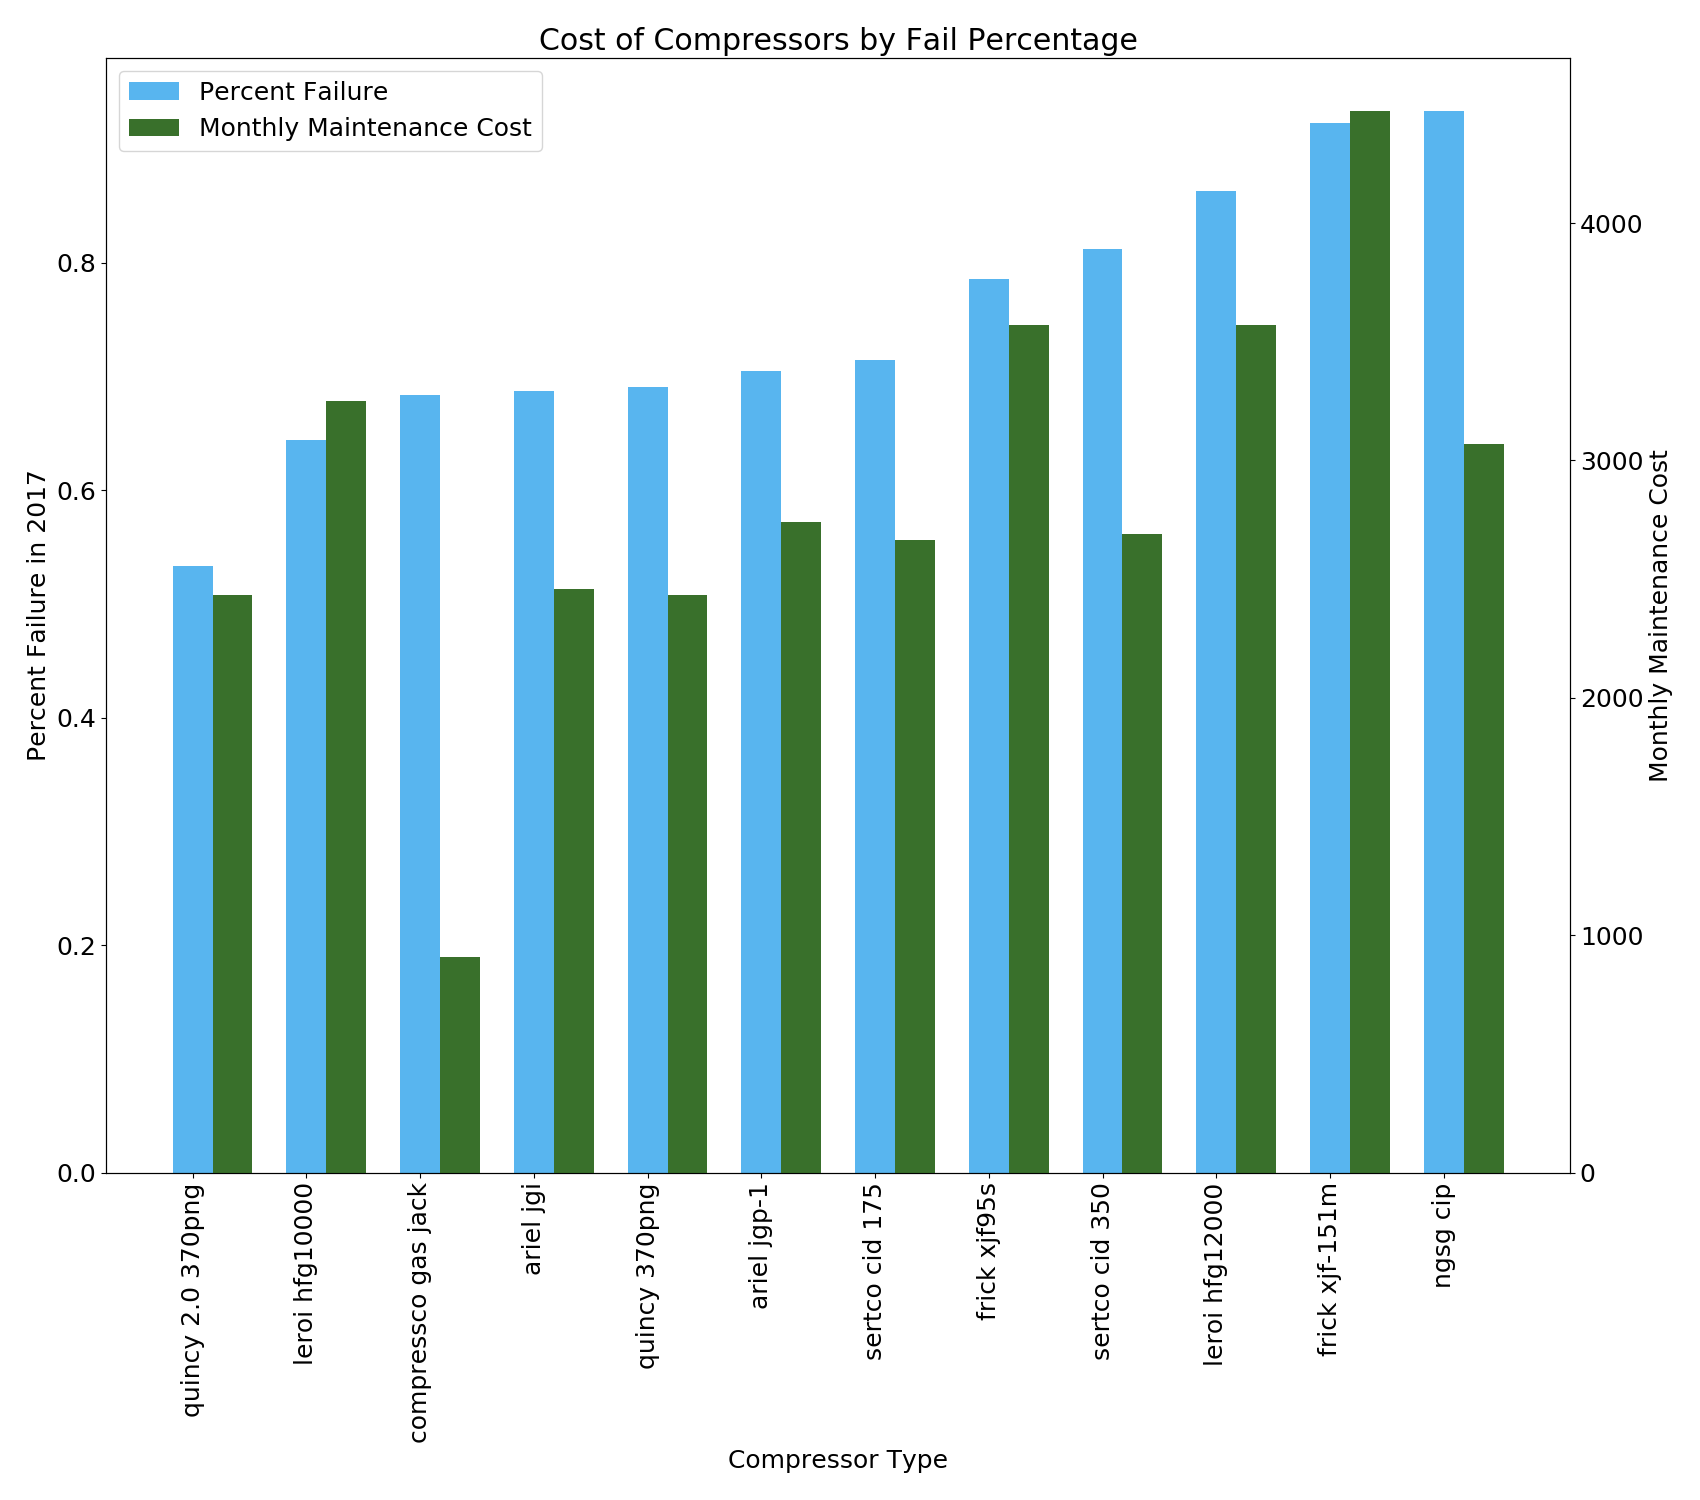 Cost of Compressors by Fail Percentage
Percent Failure
Monthly Maintenance Cost
Percent Failure in 2017
0.8
0.6
0.4
0.2
0.0
4000
3000
2000
1000
0
Monthly Maintenance Cost
quincy 2.0 370png
leroi hfg10000
compressco gas jack
ariel jgi
quincy 370png
ariel jgp-1
sertco cid 175
frick xjf95s
sertco cid 350
leroi hfg12000
frick xjf-151m
ngsg cip
Compressor Type